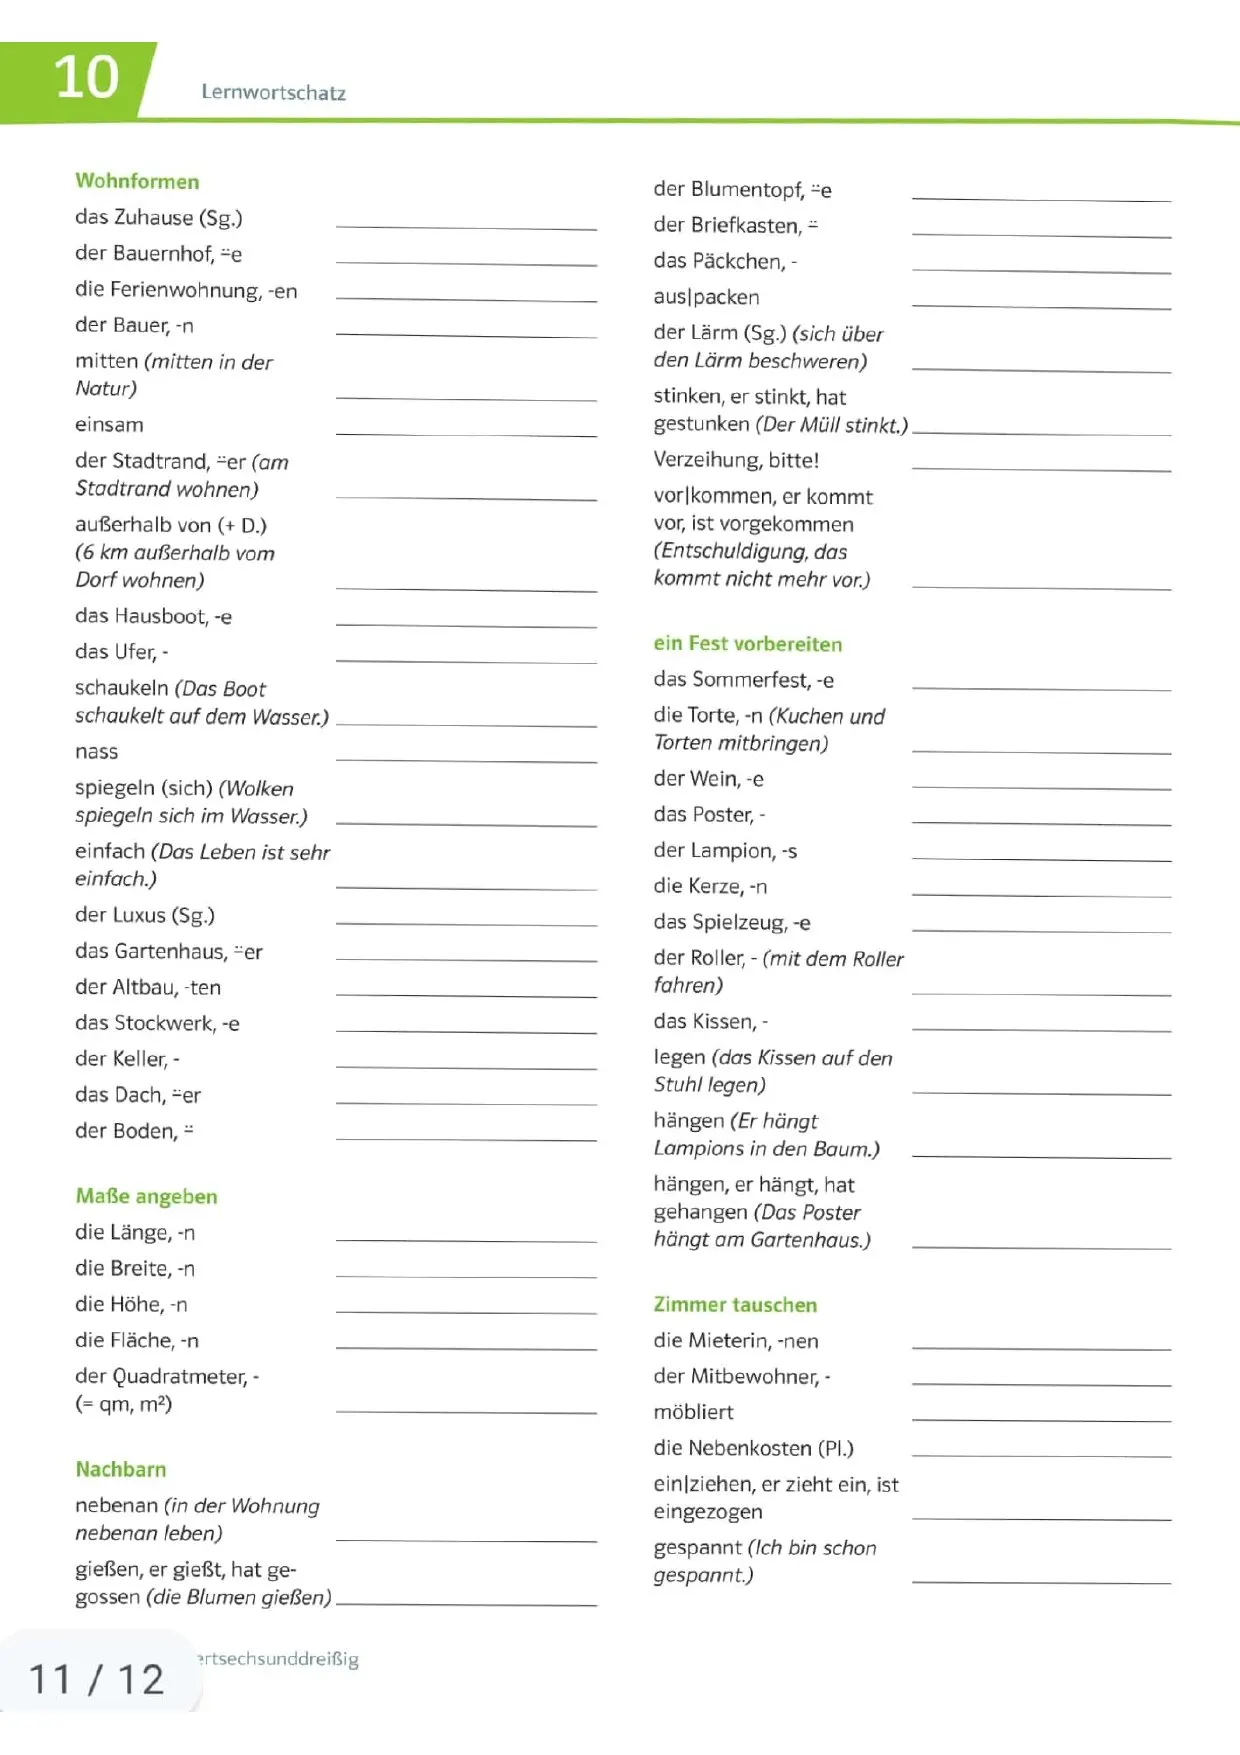 10
Lernwortschatz
Wohnformen
das Zuhause (Sg.)
der Bauernhof, ⸚e
die Ferienwohnung, -en
der Bauer, -n
mitten (mitten in der
Natur)
einsam
der Stadtrand, ⸚er (am
Stadtrand wohnen)
außerhalb von (+ D.)
(6 km außerhalb vom
Dorf wohnen)
das Hausboot, -e
das Ufer, -
schaukeln (Das Boot
schaukelt auf dem Wasser.)
nass
spiegeln (sich) (Wolken
spiegeln sich im Wasser.)
einfach (Das Leben ist sehr
einfach.)
der Luxus (Sg.)
das Gartenhaus, ⸚er
der Altbau, -ten
das Stockwerk, -e
der Keller, -
das Dach, ⸚er
der Boden, ⸚
Maße angeben
die Länge, -n
die Breite, -n
die Höhe, -n
die Fläche, -n
der Quadratmeter, -
(= qm, m²)
Nachbarn
nebenan (in der Wohnung
nebenan leben)
gießen, er gießt, hat ge-
gossen (die Blumen gießen)
der Blumentopf, ⸚e
der Briefkasten, ⸚
das Päckchen, -
aus|packen
der Lärm (Sg.) (sich über
den Lärm beschweren)
stinken, er stinkt, hat
gestunken (Der Müll stinkt.)
Verzeihung, bitte!
vor|kommen, er kommt
vor, ist vorgekommen
(Entschuldigung, das
kommt nicht mehr vor.)
ein Fest vorbereiten
das Sommerfest, -e
die Torte, -n (Kuchen und
Torten mitbringen)
der Wein, -e
das Poster, -
der Lampion, -s
die Kerze, -n
das Spielzeug, -e
der Roller, - (mit dem Roller
fahren)
das Kissen, -
legen (das Kissen auf den
Stuhl legen)
hängen (Er hängt
Lampions in den Baum.)
hängen, er hängt, hat
gehangen (Das Poster
hängt am Gartenhaus.)
Zimmer tauschen
die Mieterin, -nen
der Mitbewohner, -
möbliert
die Nebenkosten (Pl.)
ein|ziehen, er zieht ein, ist
eingezogen
gespannt (Ich bin schon
gespannt.)
ertsechsunddreißig
11 / 12